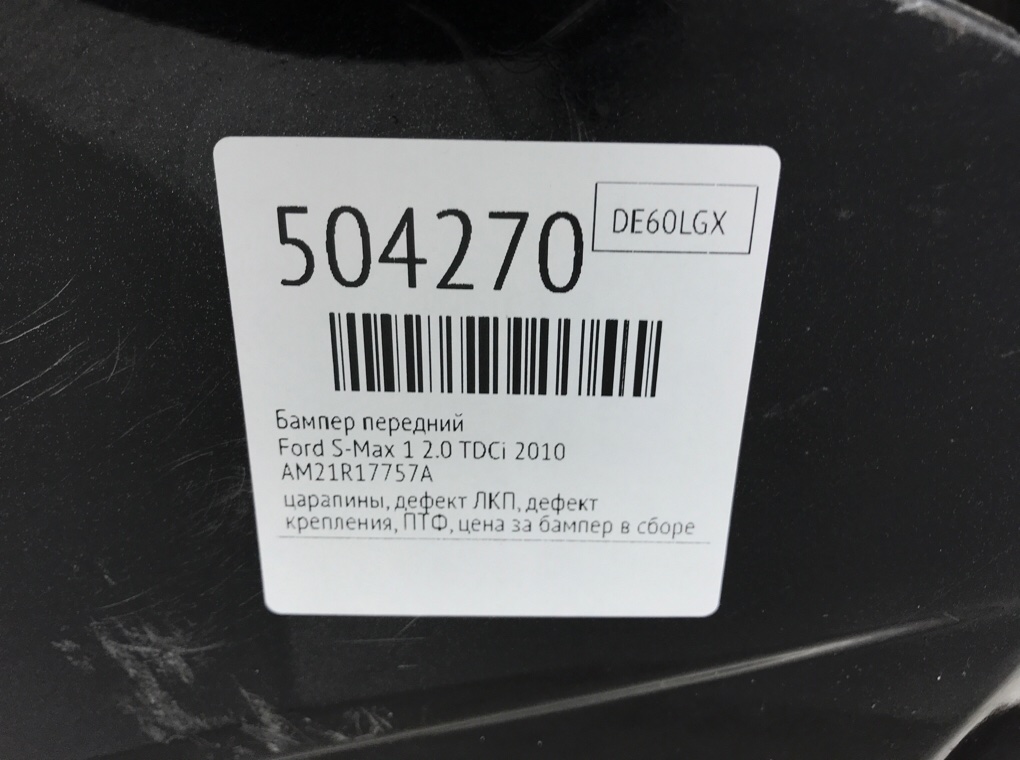 504270
DE60LGX
Бампер передний
Ford S-Max 1 2.0 TDCi 2010
AM21R17757A
царапины, дефект ЛКП, дефект
крепления, ПТФ, цена за бампер в сборе